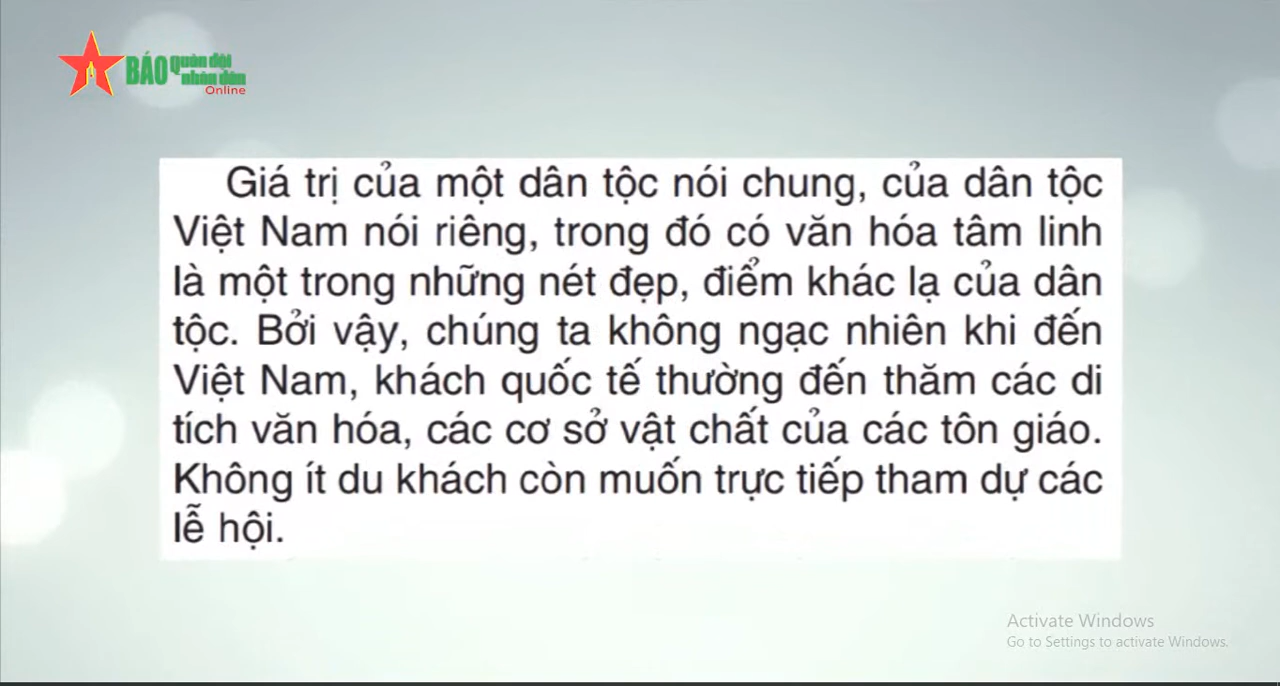 BÁO Quân đội
nhân dân
Online
Giá trị của một dân tộc nói chung, của dân tộc
Việt Nam nói riêng, trong đó có văn hóa tâm linh
là một trong những nét đẹp, điểm khác lạ của dân
tộc. Bởi vậy, chúng ta không ngạc nhiên khi đến
Việt Nam, khách quốc tế thường đến thăm các di
tích văn hóa, các cơ sở vật chất của các tôn giáo.
Không ít du khách còn muốn trực tiếp tham dự các
lễ hội.
Activate Windows
Go to Settings to activate Windows.